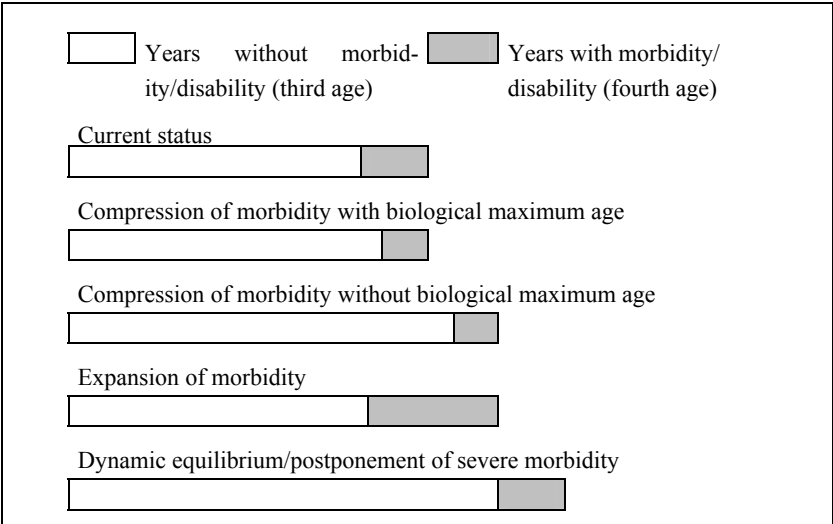 Years without morbid-
ity/disability (third age)
Years with morbidity/
disability (fourth age)
Current status
Compression of morbidity with biological maximum age
Compression of morbidity without biological maximum age
Expansion of morbidity
Dynamic equilibrium/postponement of severe morbidity